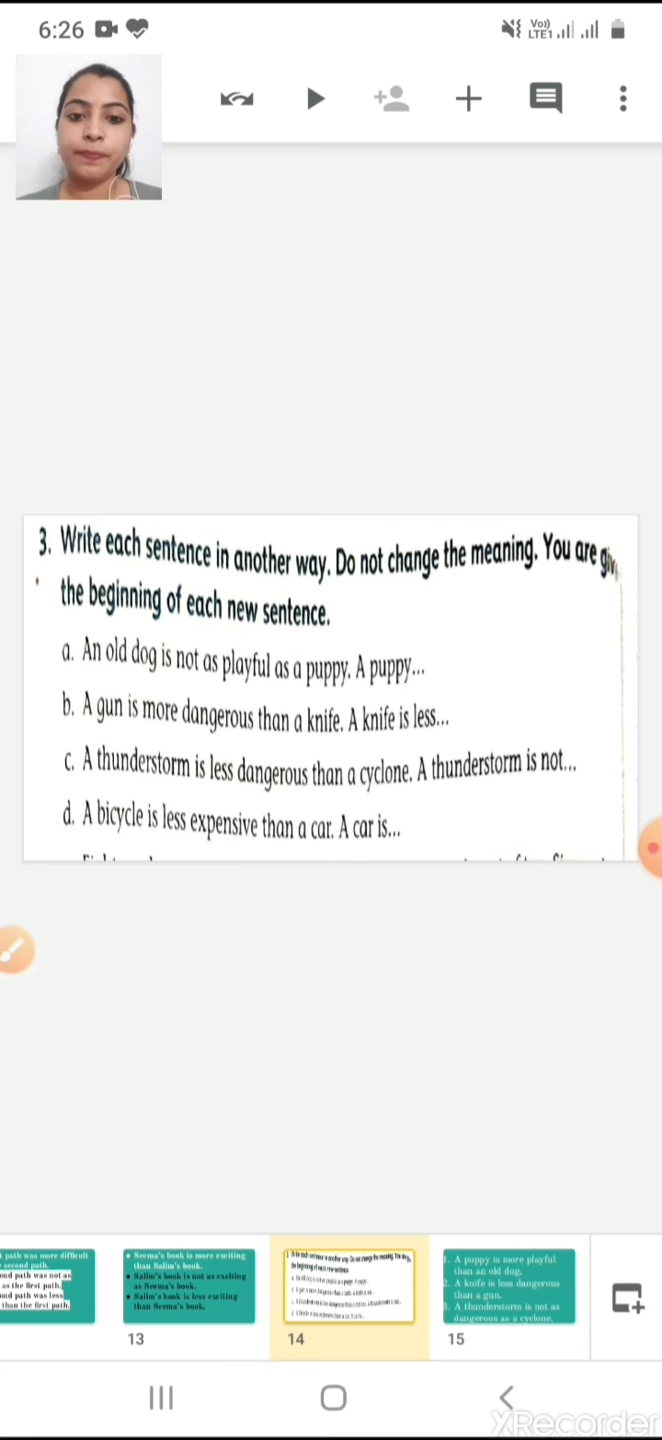 6:26
Vo))
LTE1
3. Write each sentence in another way. Do not change the meaning. You are
the beginning of each new sentence.
a. An old dog is not as playful as a puppy. A puppy...
b. A gun is more dangerous than a knife. A knife is less...
c. A thunderstorm is less dangerous than a cyclone. A thunderstorm is not...
d. A bicycle is less expensive than a car. A car is...
path was more difficult
second path.
path was not as
as the first path.
path was less
than the first path.
• Seema's book is more exciting
than Salim's book.
• Salim's book is not as exciting
as Seema's book.
• Salim's book is less exciting
than Seema's book.
1. A puppy is more playful
than an old dog.
2. A knife is less dangerous
than a gun.
3. A thunderstorm is not as
dangerous as a cyclone.
13
14
15
XRecorder